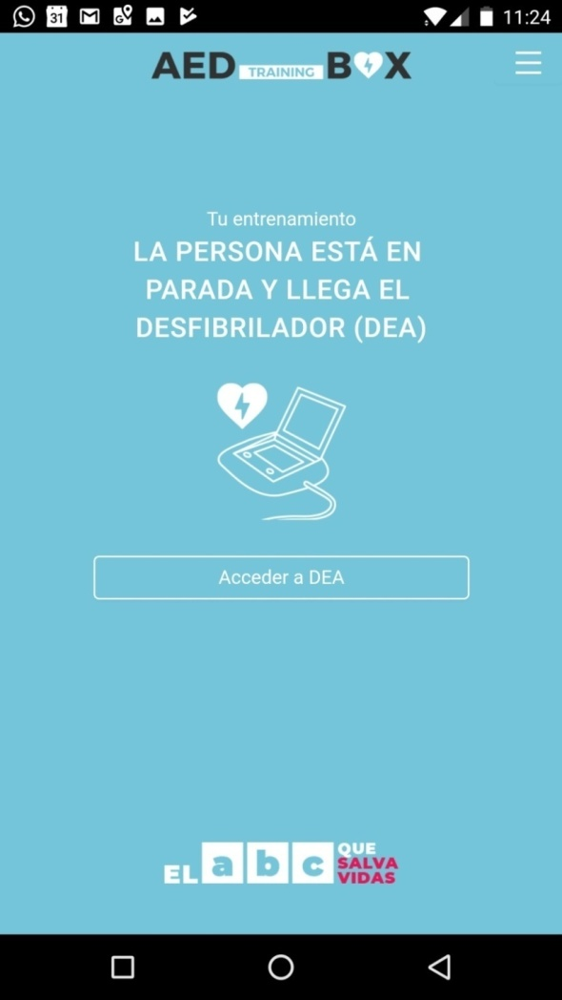 31
11:24
AED TRAINING BOX
Tu entrenamiento
LA PERSONA ESTÁ EN
PARADA Y LLEGA EL
DESFIBRILADOR (DEA)
Acceder a DEA
EL abc QUE
SALVA
VIDAS